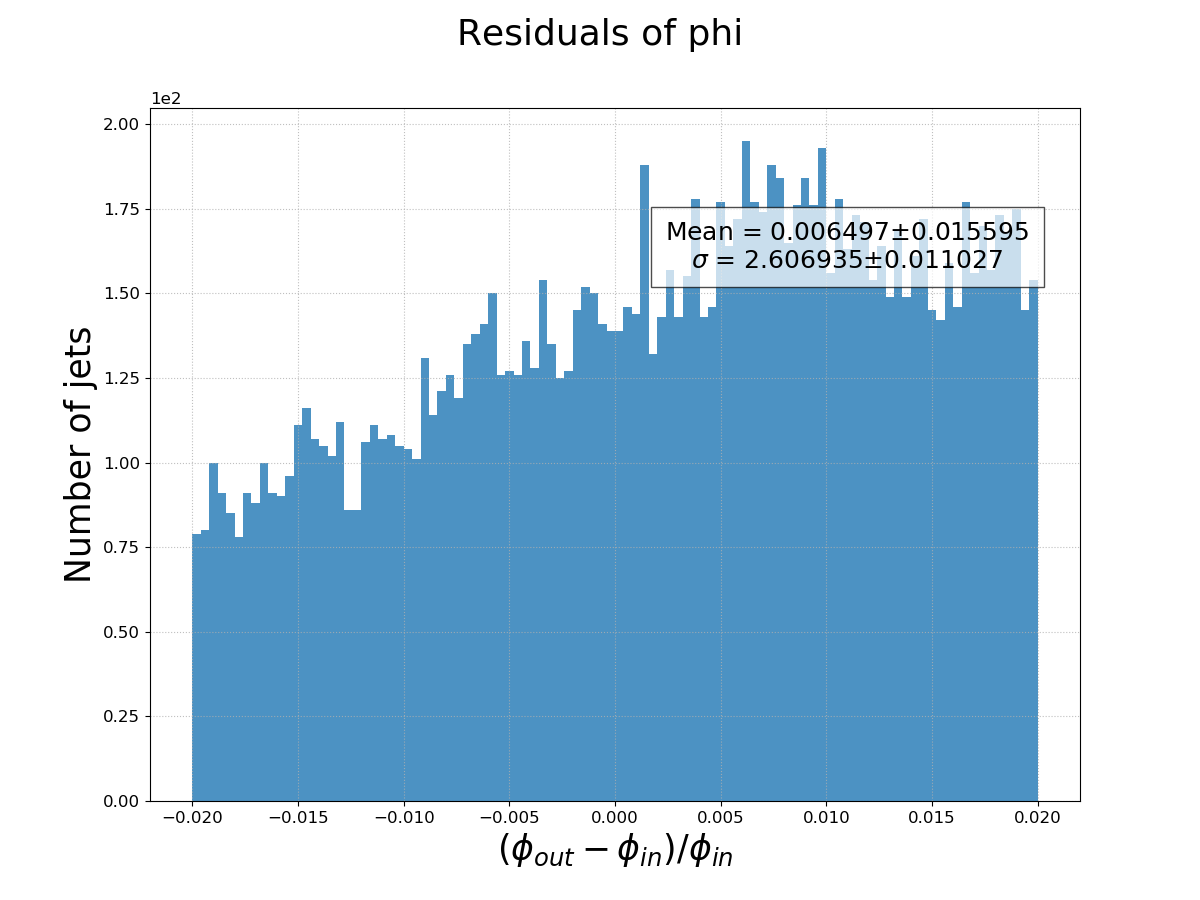 Residuals of phi
1e2
2.00
1.75
1.50
1.25
1.00
0.75
0.50
0.25
0.00
Number of jets
Mean = 0.006497±0.015595
σ = 2.606935±0.011027
−0.020 −0.015 −0.010 −0.005 0.000 0.005 0.010 0.015 0.020
(ϕout − ϕin)/ϕin